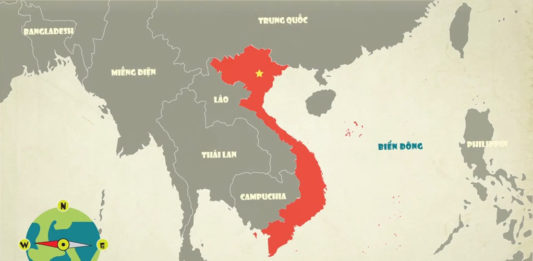 TRUNG QUỐC
BANGLADESH
MIẾNG ĐIỆN
LÀO
BIỂN ĐÔNG
PHILIPPIN
THÁI LAN
CAMPUCHIA
N
W
E